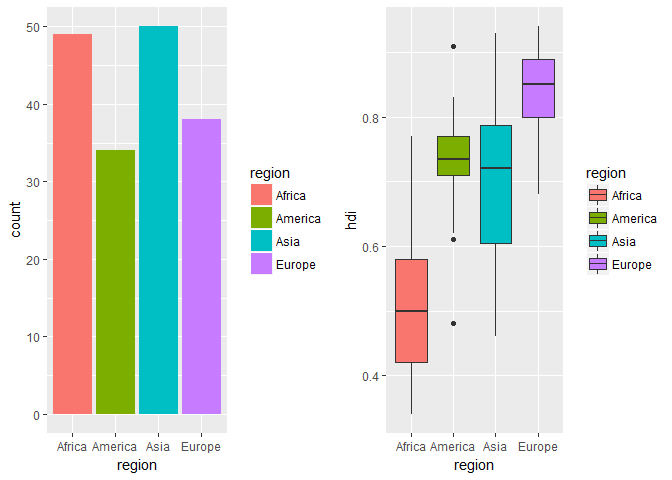 50
40
30
20
10
0
count
Africa America Asia Europe
region
region
Africa
America
Asia
Europe
0.8
0.6
0.4
hdi
Africa America Asia Europe
region
region
Africa
America
Asia
Europe